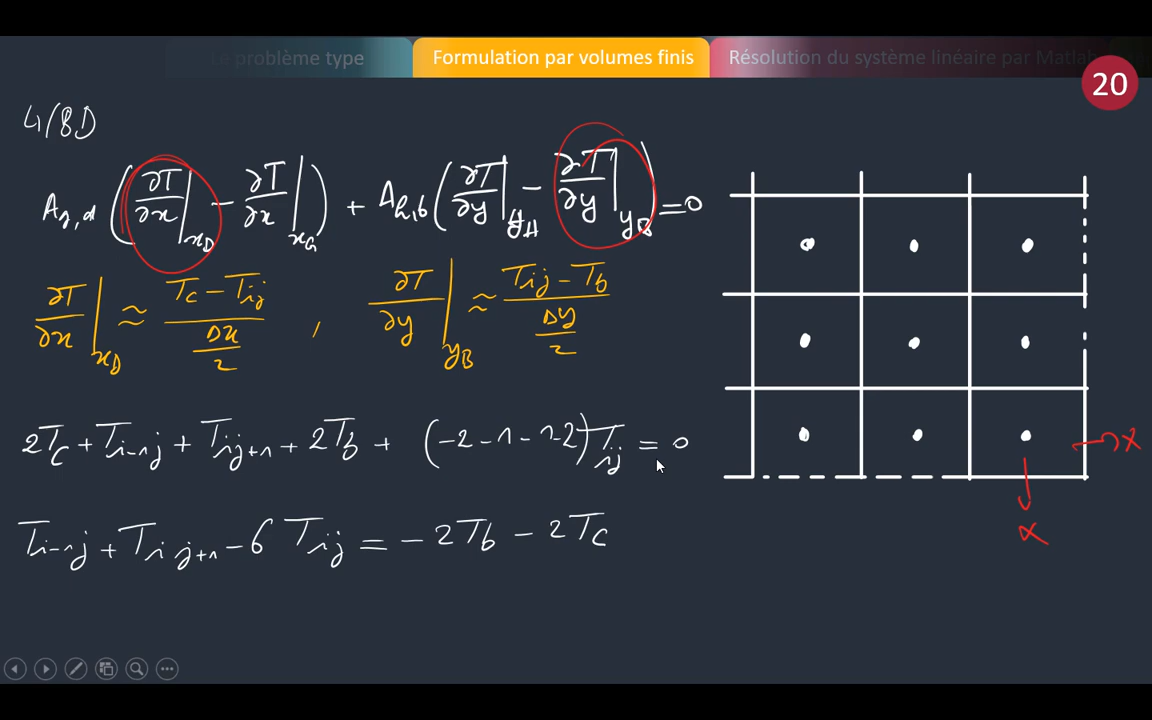 problème type
Formulation par volumes finis
Résolution du système linéaire par Matlab
20
4/BD
A_{g,d} (∂T/∂x|_{x_D} - ∂T/∂x|_{x_G}) + A_{h,b} (∂T/∂y|_{y_H} - ∂T/∂y|_{y_B}) = 0
∂T/∂x|_{x_D} ≈ (T_c - T_{ij})/(Δx/2) , ∂T/∂y|_{y_B} ≈ (T_{ij} - T_b)/(Δy/2)
2T_c + T_{i-1j} + T_{ij+1} + 2T_b + (-2-1-1-2)T_{ij} = 0
T_{i-1j} + T_{ij+1} - 6 T_{ij} = -2T_b - 2T_c